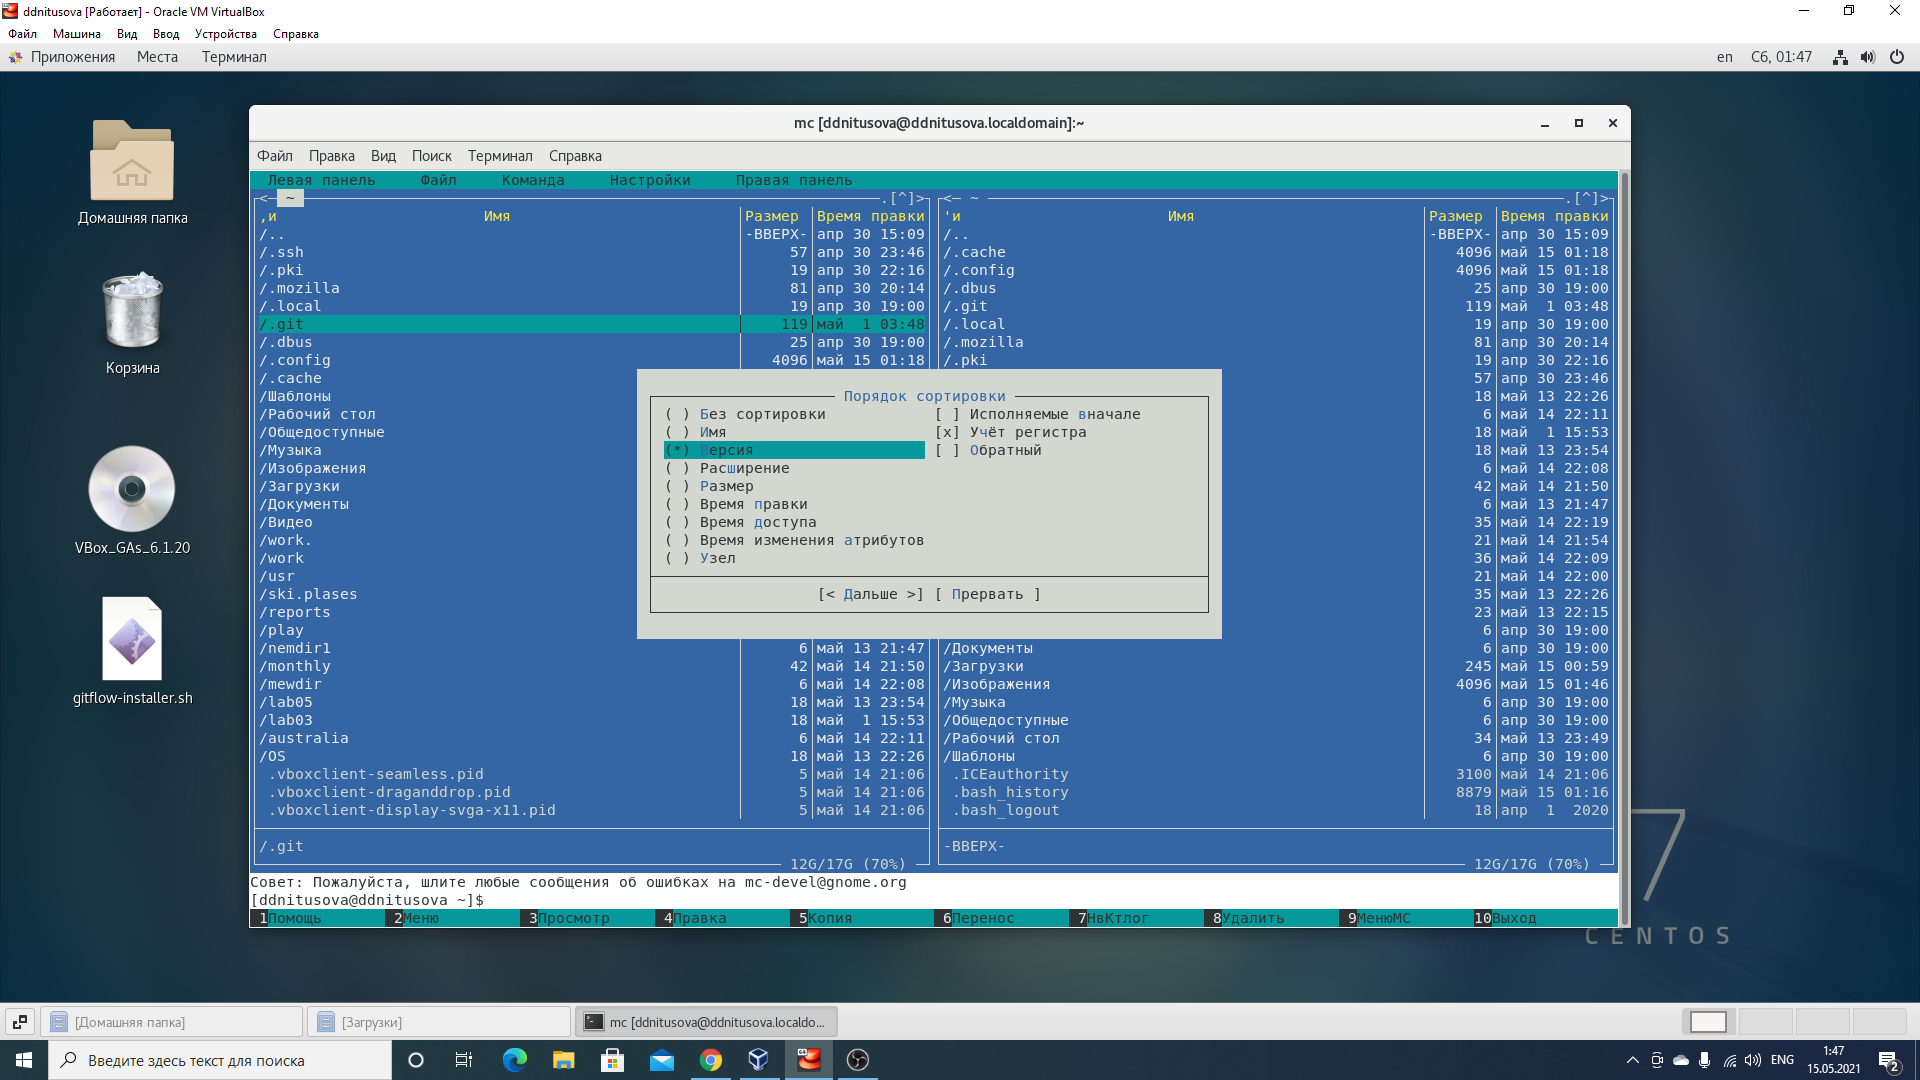 ddnitusova [Работает] - Oracle VM VirtualBox
Файл Машина Вид Ввод Устройства Справка
Приложения Места Терминал en Сб, 01:47
Домашняя папка
Корзина
VBox_GAs_6.1.20
gitflow-installer.sh
mc [ddnitusova@ddnitusova.localdomain]:~
Файл Правка Вид Поиск Терминал Справка
Левая панель Файл Команда Настройки Правая панель
<─ ~ .[^]>
,и Имя Размер Время правки
/.. -ВВЕРХ- апр 30 15:09
/.ssh 57 апр 30 23:46
/.pki 19 апр 30 22:16
/.mozilla 81 апр 30 20:14
/.local 19 апр 30 19:00
/.git 119 май 1 03:48
/.dbus 25 апр 30 19:00
/.config 4096 май 15 01:18
/.cache
/Шаблоны
/Рабочий стол
/Общедоступные
/Музыка
/Изображения
/Загрузки
/Документы
/Видео
/work.
/work
/usr
/ski.plases
/reports
/play
/nemdir1 6 май 13 21:47
/monthly 42 май 14 21:50
/mewdir 6 май 14 22:08
/lab05 18 май 13 23:54
/lab03 18 май 1 15:53
/australia 6 май 14 22:11
/OS 18 май 13 22:26
.vboxclient-seamless.pid 5 май 14 21:06
.vboxclient-draganddrop.pid 5 май 14 21:06
.vboxclient-display-svga-x11.pid 5 май 14 21:06
/.git
12G/17G (70%)
<─ ~ .[^]>
'и Имя Размер Время правки
/.. -ВВЕРХ- апр 30 15:09
/.cache 4096 май 15 01:18
/.config 4096 май 15 01:18
/.dbus 25 апр 30 19:00
/.git 119 май 1 03:48
/.local 19 апр 30 19:00
/.mozilla 81 апр 30 20:14
/.pki 19 апр 30 22:16
57 апр 30 23:46
18 май 13 22:26
6 май 14 22:11
18 май 1 15:53
18 май 13 23:54
6 май 14 22:08
42 май 14 21:50
6 май 13 21:47
35 май 14 22:19
21 май 14 21:54
36 май 14 22:09
21 май 14 22:00
35 май 13 22:26
23 май 13 22:15
6 апр 30 19:00
/Документы 6 апр 30 19:00
/Загрузки 245 май 15 00:59
/Изображения 4096 май 15 01:46
/Музыка 6 апр 30 19:00
/Общедоступные 6 апр 30 19:00
/Рабочий стол 34 май 13 23:49
/Шаблоны 6 апр 30 19:00
.ICEauthority 3100 май 14 21:06
.bash_history 8879 май 15 01:16
.bash_logout 18 апр 1 2020
-ВВЕРХ-
12G/17G (70%)
Порядок сортировки
( ) Без сортировки [ ] Исполняемые вначале
( ) Имя [x] Учёт регистра
(*) Версия [ ] Обратный
( ) Расширение
( ) Размер
( ) Время правки
( ) Время доступа
( ) Время изменения атрибутов
( ) Узел
[< Дальше >] [ Прервать ]
Совет: Пожалуйста, шлите любые сообщения об ошибках на mc-devel@gnome.org
[ddnitusova@ddnitusova ~]$
1Помощь 2Меню 3Просмотр 4Правка 5Копия 6Перенос 7НвКтлог 8Удалить 9МенюМС 10Выход
7
CENTOS
[Домашняя папка] [Загрузки] mc [ddnitusova@ddnitusova.localdo...
Введите здесь текст для поиска
ENG
1:47
15.05.2021
2